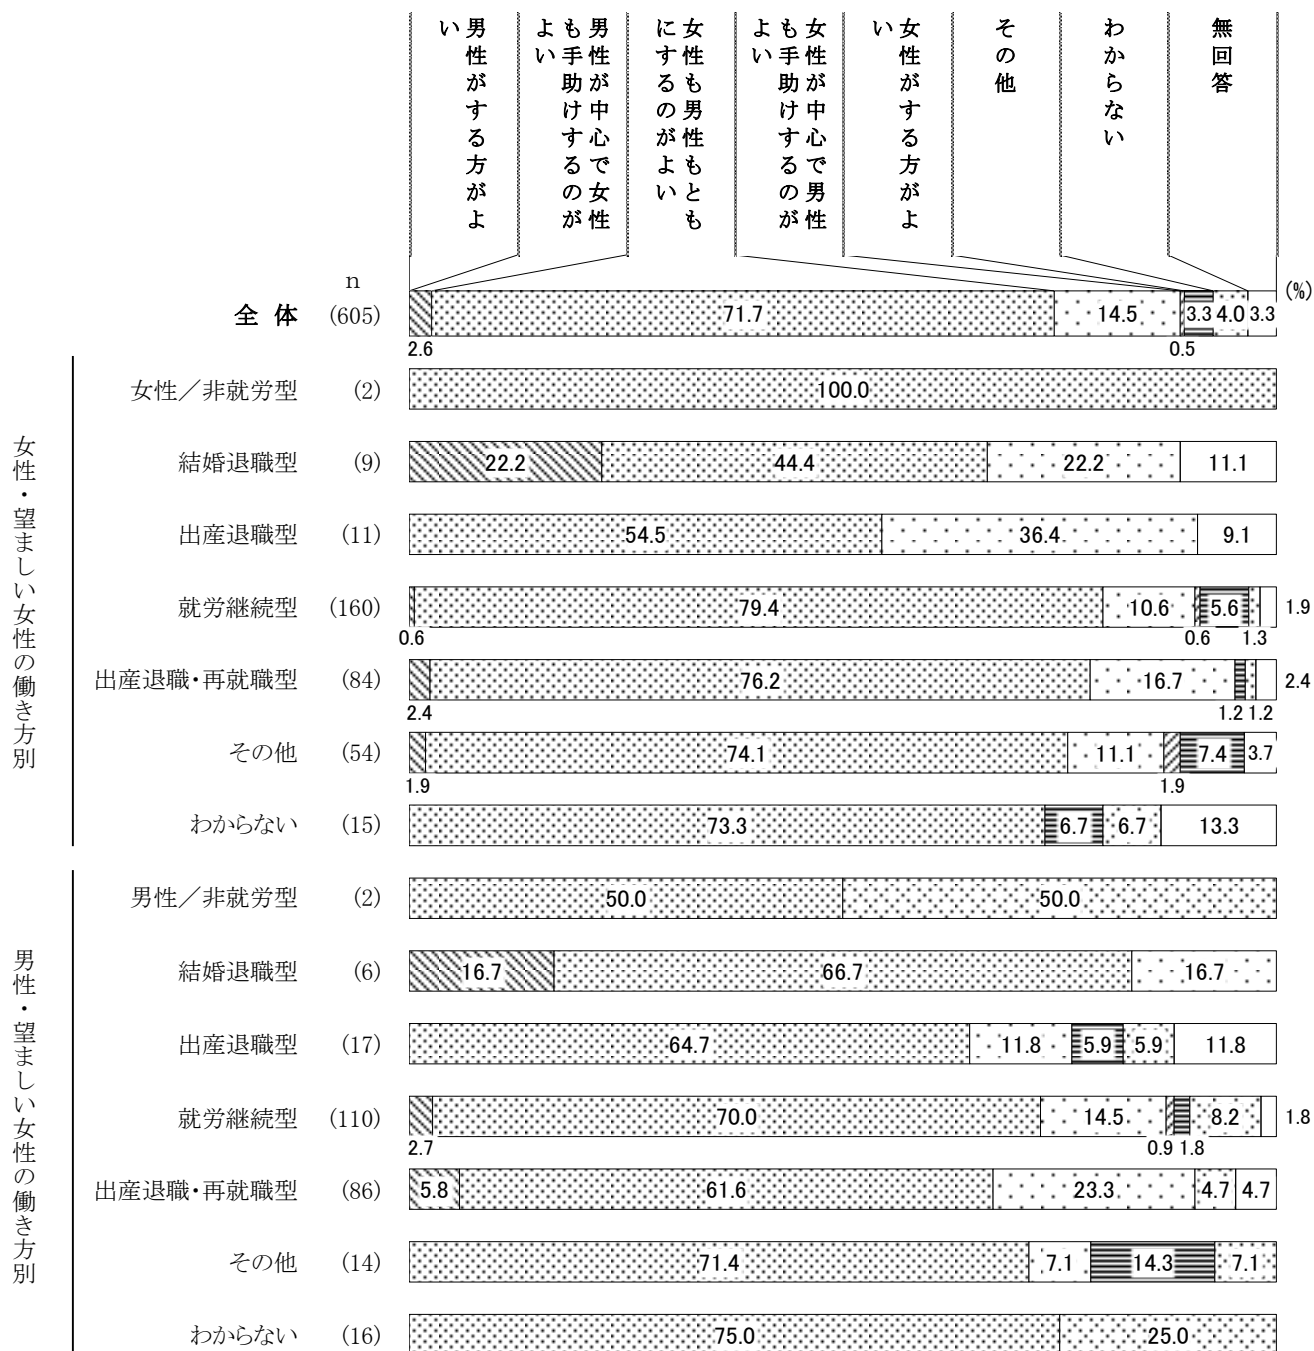 男性がする方がよ
い
男性が中心で女性
も手助けするのが
よい
女性も男性もとも
にするのがよい
女性が中心で男性
も手助けするのが
よい
女性がする方がよ
い
その他
わからない
無回答
n
(%)
全 体 (605) 71.7 14.5 3.3 4.0 3.3
2.6 0.5
女性・望ましい女性の働き方別
女性／非就労型 (2) 100.0
結婚退職型 (9) 22.2 44.4 22.2 11.1
出産退職型 (11) 54.5 36.4 9.1
就労継続型 (160) 79.4 10.6 5.6 1.9
0.6 0.6 1.3
出産退職・再就職型 (84) 76.2 16.7 2.4
2.4 1.2 1.2
その他 (54) 74.1 11.1 7.4 3.7
1.9 1.9
わからない (15) 73.3 6.7 6.7 13.3
男性・望ましい女性の働き方別
男性／非就労型 (2) 50.0 50.0
結婚退職型 (6) 16.7 66.7 16.7
出産退職型 (17) 64.7 11.8 5.9 5.9 11.8
就労継続型 (110) 70.0 14.5 8.2 1.8
2.7 0.9 1.8
出産退職・再就職型 (86) 5.8 61.6 23.3 4.7 4.7
その他 (14) 71.4 7.1 14.3 7.1
わからない (16) 75.0 25.0